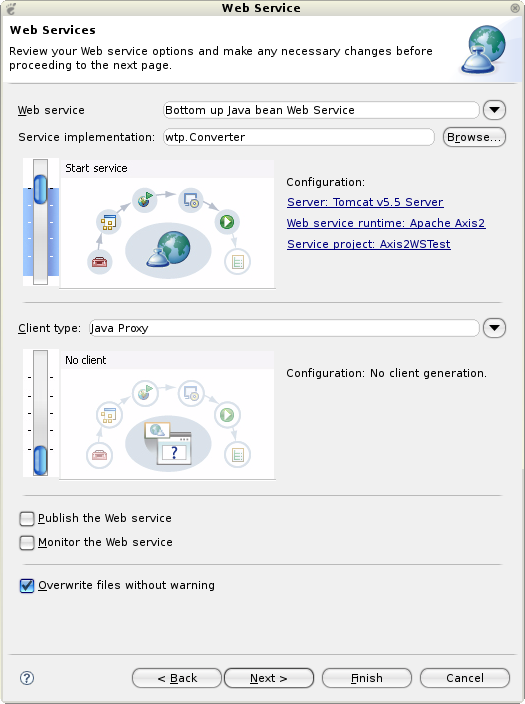 Web Service
Web Services
Review your Web service options and make any necessary changes before
proceeding to the next page.
Web service
Bottom up Java bean Web Service
Service implementation:
wtp.Converter
Browse...
Start service
Configuration:
Server: Tomcat v5.5 Server
Web service runtime: Apache Axis2
Service project: Axis2WSTest
Client type:
Java Proxy
No client
?
Configuration: No client generation.
Publish the Web service
Monitor the Web service
Overwrite files without warning
?
< Back
Next >
Finish
Cancel